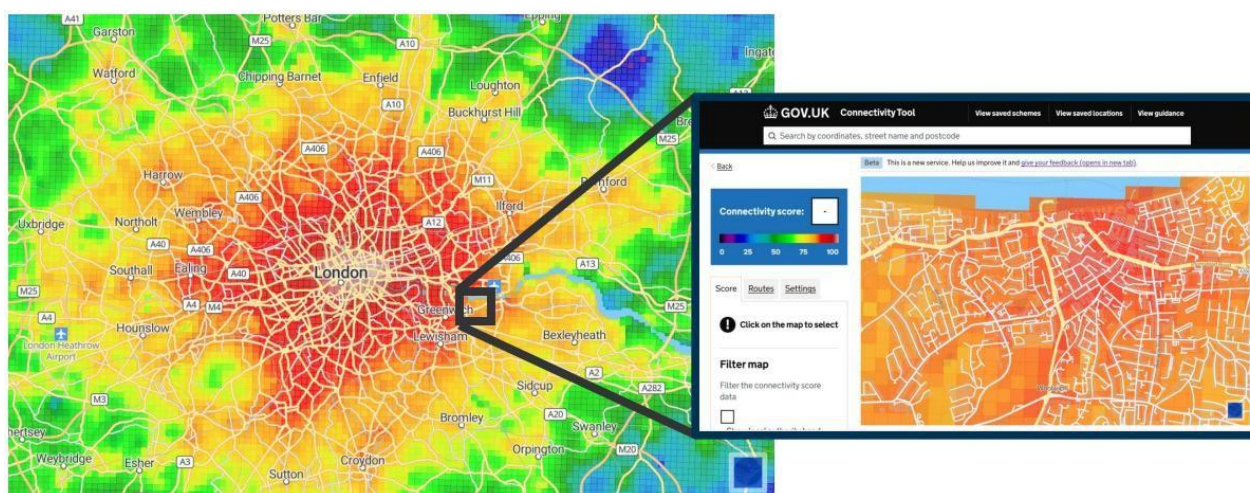 A41
Garston
Potters Bar
Epping
M25
A10
Watford
Chipping Barnet
Enfield
Loughton
A10
Buckhurst Hill
M25
A406
A406
Harrow
A406
M11
Wembley
Ilford
Uxbridge
Northolt
A12
A40
A406
A406
A13
Southall
Ealing
A40
London
M25
A4
M4
Greenwich
M25
A4
Hounslow
Lewisham
Bexleyheath
London Heathrow
Airport
A2
Sidcup
A282
M3
A20
Bromley
Swanley
Orpington
M20
Weybridge
Esher
A3
Croydon
Sutton
GOV.UK Connectivity Tool View saved schemes View saved locations View guidance
Search by coordinates, street name and postcode
Back
Beta This is a new service. Help us improve it and give your feedback (opens in new tab).
Connectivity score: -
0 25 50 75 100
Score Routes Settings
! Click on the map to select
Filter map
Filter the connectivity score
data